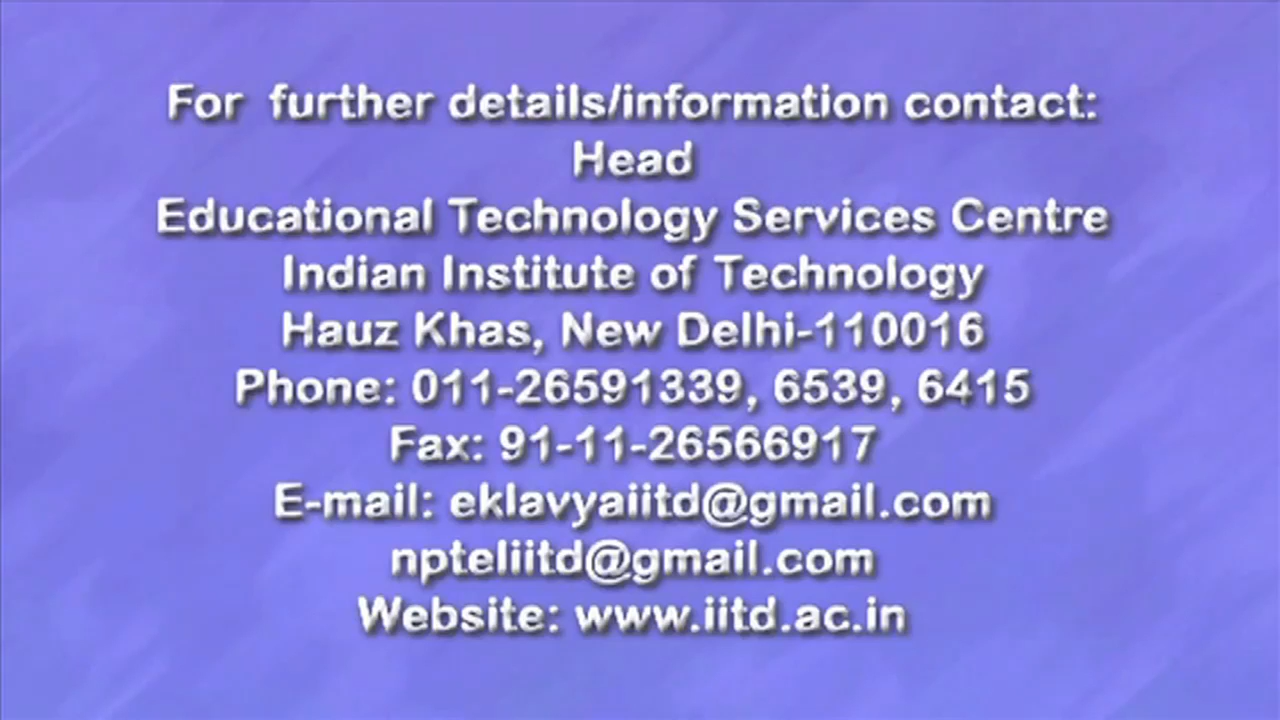 For further details/information contact:
Head
Educational Technology Services Centre
Indian Institute of Technology
Hauz Khas, New Delhi-110016
Phone: 011-26591339, 6539, 6415
Fax: 91-11-26566917
E-mail: eklavyaiitd@gmail.com
npteliitd@gmail.com
Website: www.iitd.ac.in